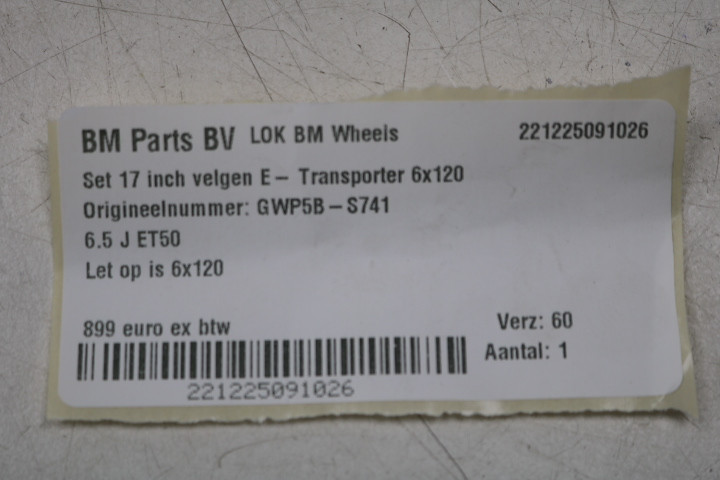 BM Parts BV LOK BM Wheels 221225091026
Set 17 inch velgen E- Transporter 6x120
Origineelnummer: GWP5B-S741
6.5 J ET50
Let op is 6x120
899 euro ex btw
Verz: 60
Aantal: 1
221225091026